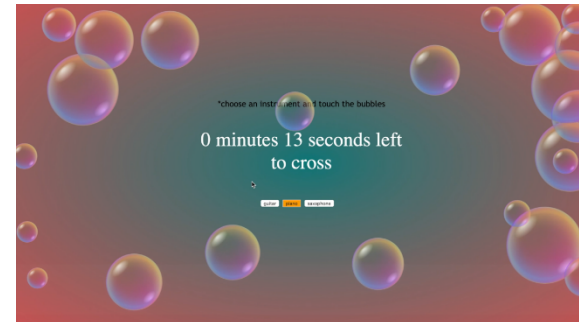 *choose an instrument and touch the bubbles
0 minutes 13 seconds left
to cross
guitar piano saxophone